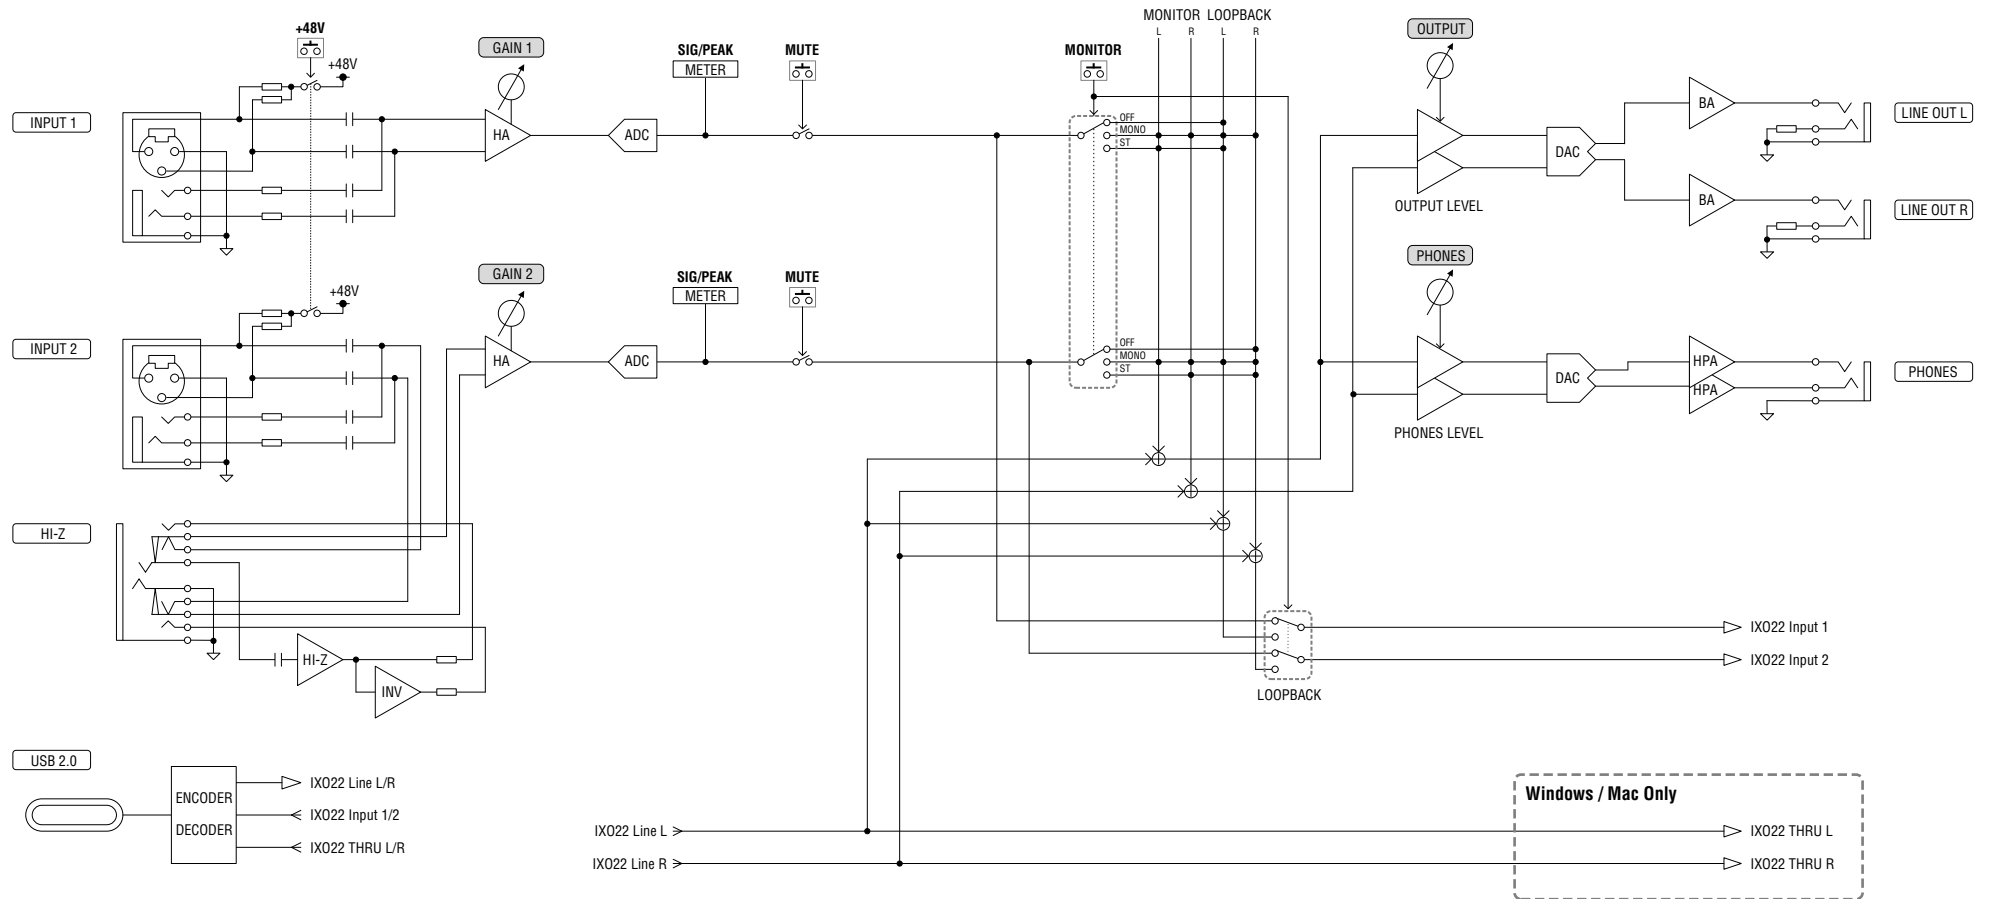 MONITOR LOOPBACK
L R L R
+48V
+48V
GAIN 1
SIG/PEAK
METER
MUTE
MONITOR
OUTPUT
INPUT 1
HA
ADC
OFF
MONO
ST
OUTPUT LEVEL
DAC
BA
LINE OUT L
BA
LINE OUT R
+48V
GAIN 2
SIG/PEAK
METER
MUTE
PHONES
INPUT 2
HA
ADC
OFF
MONO
ST
PHONES LEVEL
DAC
HPA
HPA
PHONES
HI-Z
HI-Z
INV
IXO22 Input 1
IXO22 Input 2
LOOPBACK
USB 2.0
ENCODER
DECODER
IXO22 Line L/R
IXO22 Input 1/2
IXO22 THRU L/R
IXO22 Line L
IXO22 Line R
Windows / Mac Only
IXO22 THRU L
IXO22 THRU R